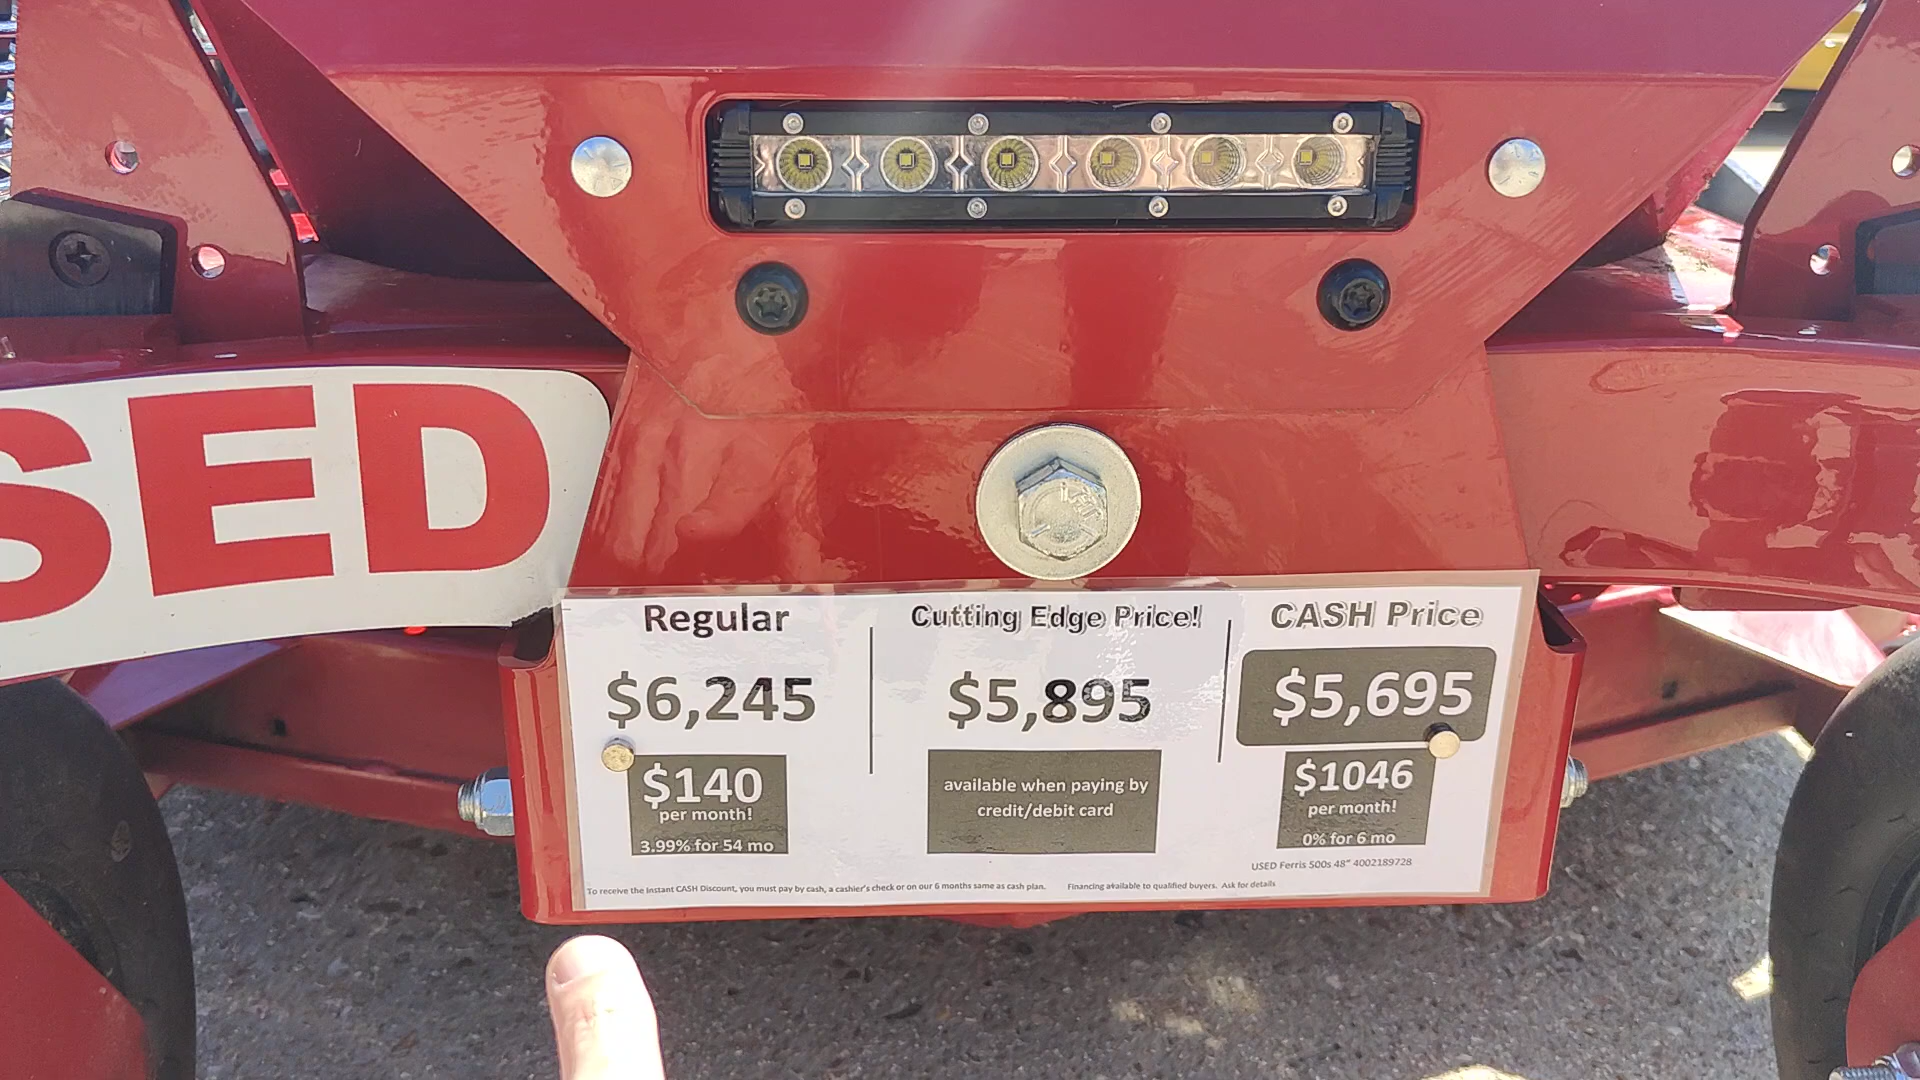 SED
Regular
$6,245
$140
per month!
3.99% for 54 mo
Cutting Edge Price!
$5,895
available when paying by
credit/debit card
CASH Price
$5,695
$1046
per month!
0% for 6 mo
USED Ferris 500s 48" 4002189728
To receive the Instant CASH Discount, you must pay by cash, a cashier's check or on our 6 months same as cash plan. Financing available to qualified buyers. Ask for details